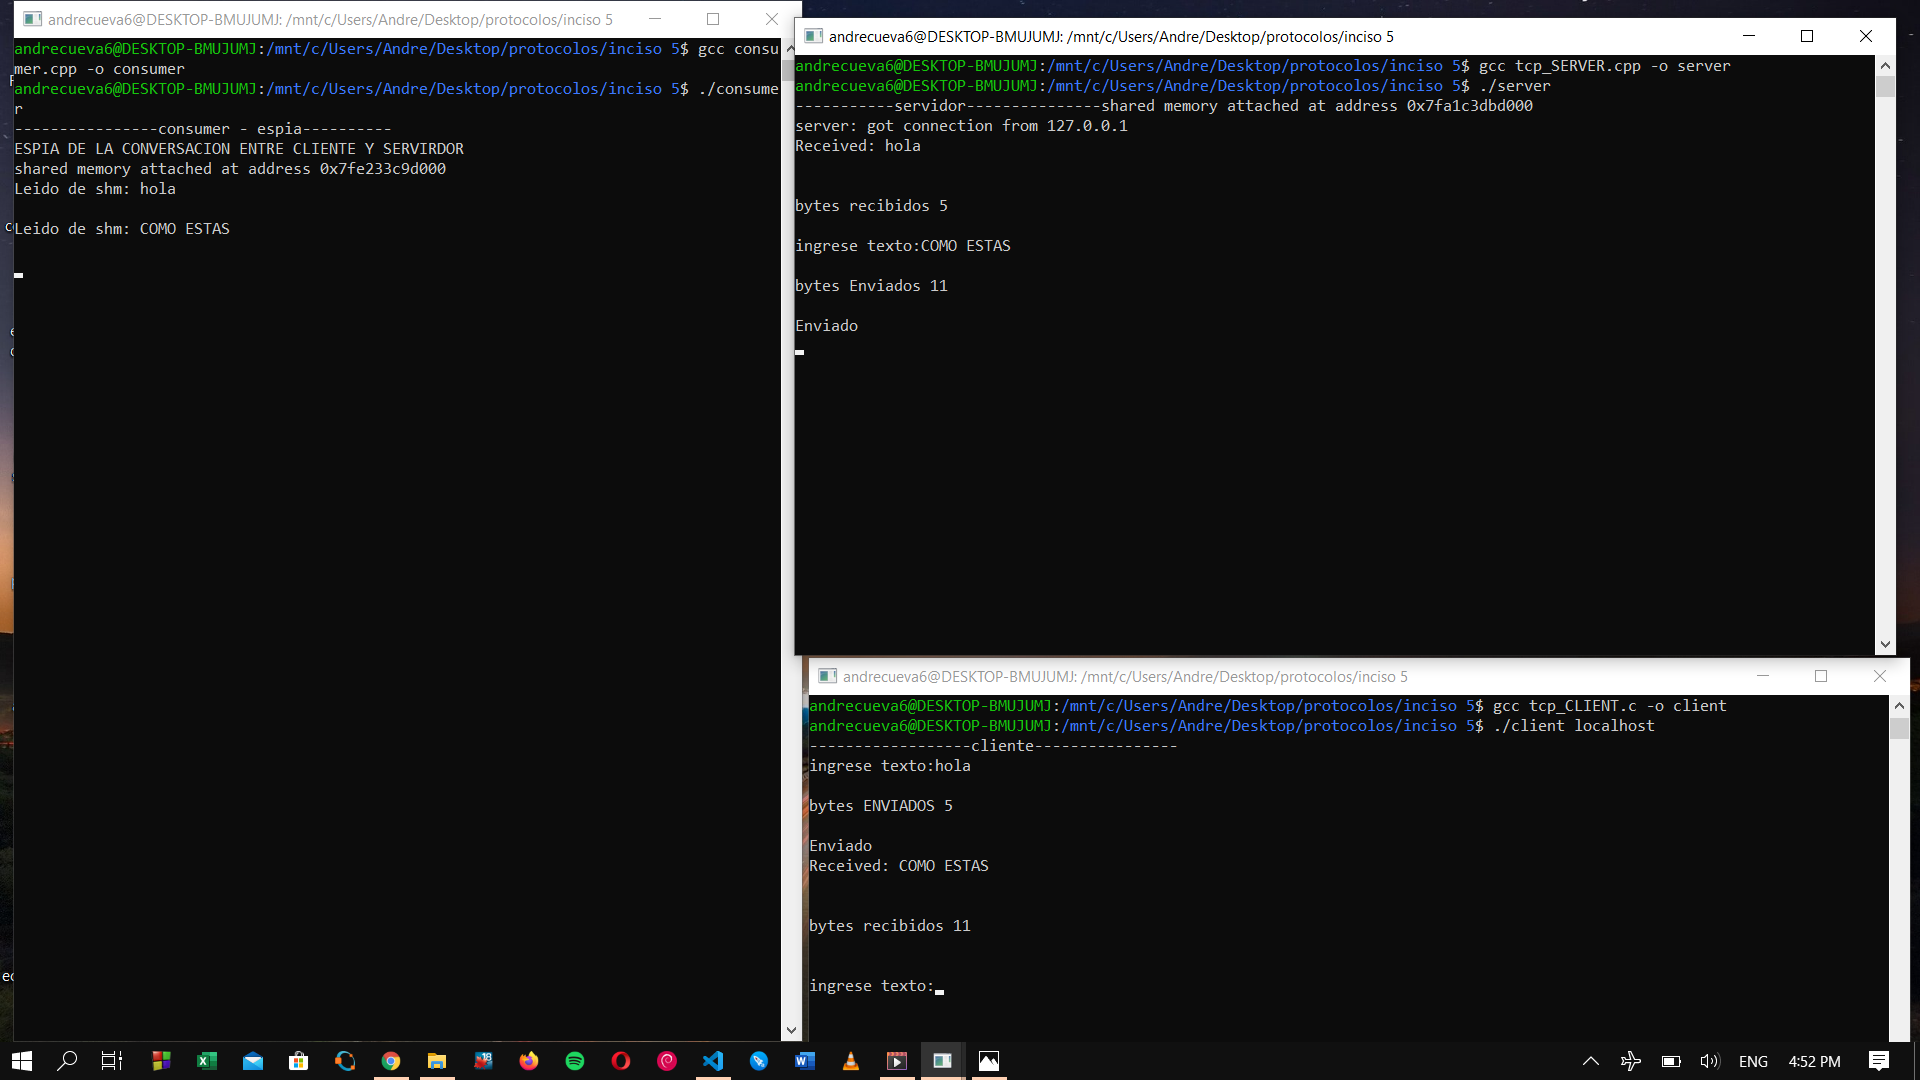 andrecueva6@DESKTOP-BMUJUMJ: /mnt/c/Users/Andre/Desktop/protocolos/inciso 5
andrecueva6@DESKTOP-BMUJUMJ:/mnt/c/Users/Andre/Desktop/protocolos/inciso 5$ gcc consu
mer.cpp -o consumer
andrecueva6@DESKTOP-BMUJUMJ:/mnt/c/Users/Andre/Desktop/protocolos/inciso 5$ ./consume
r
----------------consumer - espia----------
ESPIA DE LA CONVERSACION ENTRE CLIENTE Y SERVIRDOR
shared memory attached at address 0x7fe233c9d000
Leido de shm: hola
Leido de shm: COMO ESTAS
andrecueva6@DESKTOP-BMUJUMJ: /mnt/c/Users/Andre/Desktop/protocolos/inciso 5
andrecueva6@DESKTOP-BMUJUMJ:/mnt/c/Users/Andre/Desktop/protocolos/inciso 5$ gcc tcp_SERVER.cpp -o server
andrecueva6@DESKTOP-BMUJUMJ:/mnt/c/Users/Andre/Desktop/protocolos/inciso 5$ ./server
-----------servidor---------------shared memory attached at address 0x7fa1c3dbd000
server: got connection from 127.0.0.1
Received: hola
bytes recibidos 5
ingrese texto:COMO ESTAS
bytes Enviados 11
Enviado
andrecueva6@DESKTOP-BMUJUMJ: /mnt/c/Users/Andre/Desktop/protocolos/inciso 5
andrecueva6@DESKTOP-BMUJUMJ:/mnt/c/Users/Andre/Desktop/protocolos/inciso 5$ gcc tcp_CLIENT.c -o client
andrecueva6@DESKTOP-BMUJUMJ:/mnt/c/Users/Andre/Desktop/protocolos/inciso 5$ ./client localhost
------------------cliente----------------
ingrese texto:hola
bytes ENVIADOS 5
Enviado
Received: COMO ESTAS
bytes recibidos 11
ingrese texto:
ENG
4:52 PM